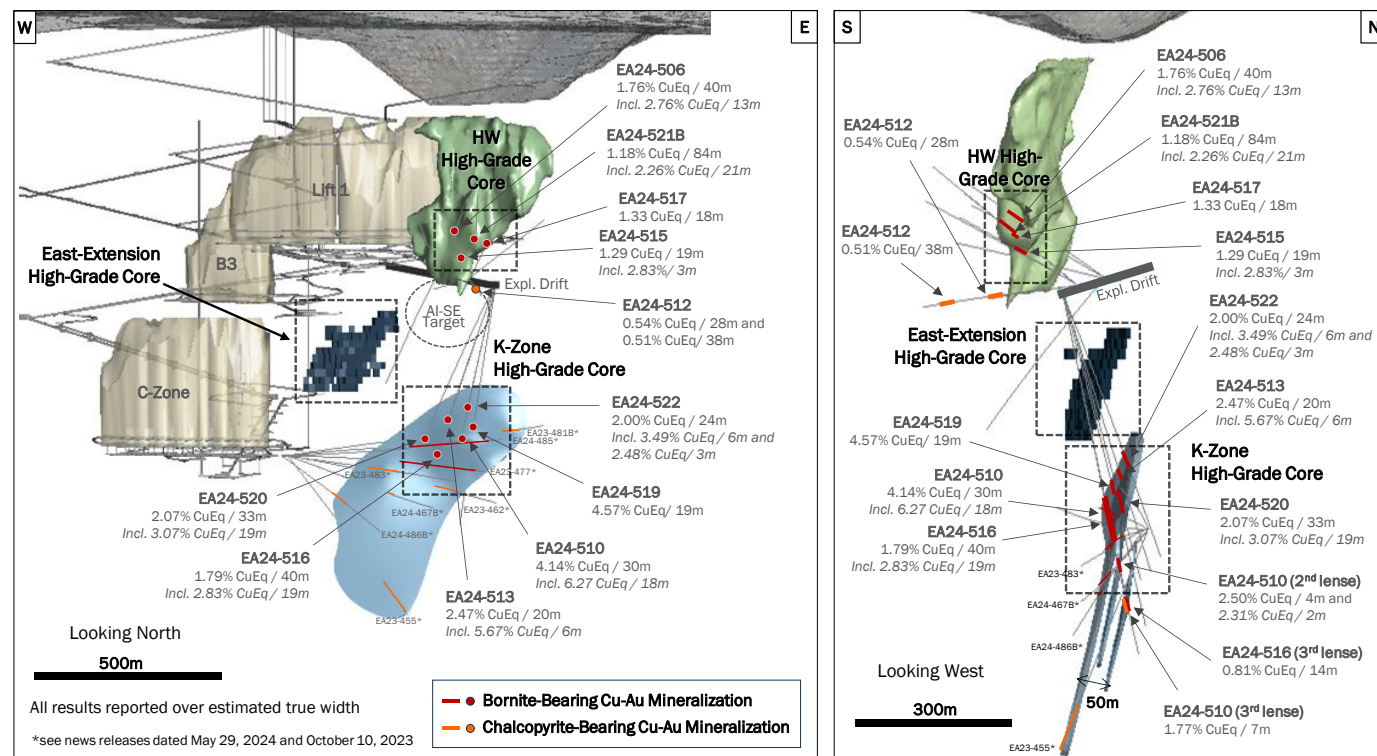 W
E
EA24-506
1.76% CuEq / 40m
Incl. 2.76% CuEq / 13m
EA24-521B
1.18% CuEq / 84m
Incl. 2.26% CuEq / 21m
HW
High-Grade
Core
Lift 1
EA24-517
1.33 CuEq / 18m
EA24-515
1.29 CuEq / 19m
Incl. 2.83%/ 3m
East-Extension
High-Grade Core
B3
Expl. Drift
AI-SE
Target
EA24-512
0.54% CuEq / 28m and
0.51% CuEq/ 38m
K-Zone
High-Grade Core
C-Zone
EA24-522
2.00% CuEq / 24m
Incl. 3.49% CuEq / 6m and
2.48% CuEq/ 3m
EA23-481B*
EA24-485*
EA23-477*
EA23-483*
EA24-467B*
EA23-462*
EA24-486B*
EA23-455*
EA24-519
4.57% CuEq/ 19m
EA24-520
2.07% CuEq / 33m
Incl. 3.07% CuEq / 19m
EA24-510
4.14% CuEq / 30m
Incl. 6.27 CuEq / 18m
EA24-516
1.79% CuEq / 40m
Incl. 2.83% CuEq / 19m
EA24-513
2.47% CuEq / 20m
Incl. 5.67% CuEq / 6m
Looking North
500m
All results reported over estimated true width
*see news releases dated May 29, 2024 and October 10, 2023
Bornite-Bearing Cu-Au Mineralization
Chalcopyrite-Bearing Cu-Au Mineralization
S
N
EA24-506
1.76% CuEq / 40m
Incl. 2.76% CuEq / 13m
EA24-512
0.54% CuEq / 28m
EA24-521B
1.18% CuEq / 84m
Incl. 2.26% CuEq / 21m
HW High-
Grade Core
EA24-517
1.33 CuEq / 18m
EA24-512
0.51% CuEq/ 38m
EA24-515
1.29 CuEq / 19m
Incl. 2.83%/ 3m
Expl. Drift
EA24-522
2.00% CuEq / 24m
Incl. 3.49% CuEq / 6m and
2.48% CuEq/ 3m
East-Extension
High-Grade Core
EA24-513
2.47% CuEq / 20m
Incl. 5.67% CuEq / 6m
EA24-519
4.57% CuEq/ 19m
K-Zone
High-Grade Core
EA24-510
4.14% CuEq / 30m
Incl. 6.27 CuEq / 18m
EA24-520
2.07% CuEq / 33m
Incl. 3.07% CuEq / 19m
EA24-516
1.79% CuEq / 40m
Incl. 2.83% CuEq / 19m
EA23-483*
EA24-467B*
EA24-486B*
EA24-510 (2nd lense)
2.50% CuEq / 4m and
2.31% CuEq / 2m
EA24-516 (3rd lense)
0.81% CuEq / 14m
Looking West
300m
50m
EA24-510 (3rd lense)
1.77% CuEq / 7m
EA23-455*